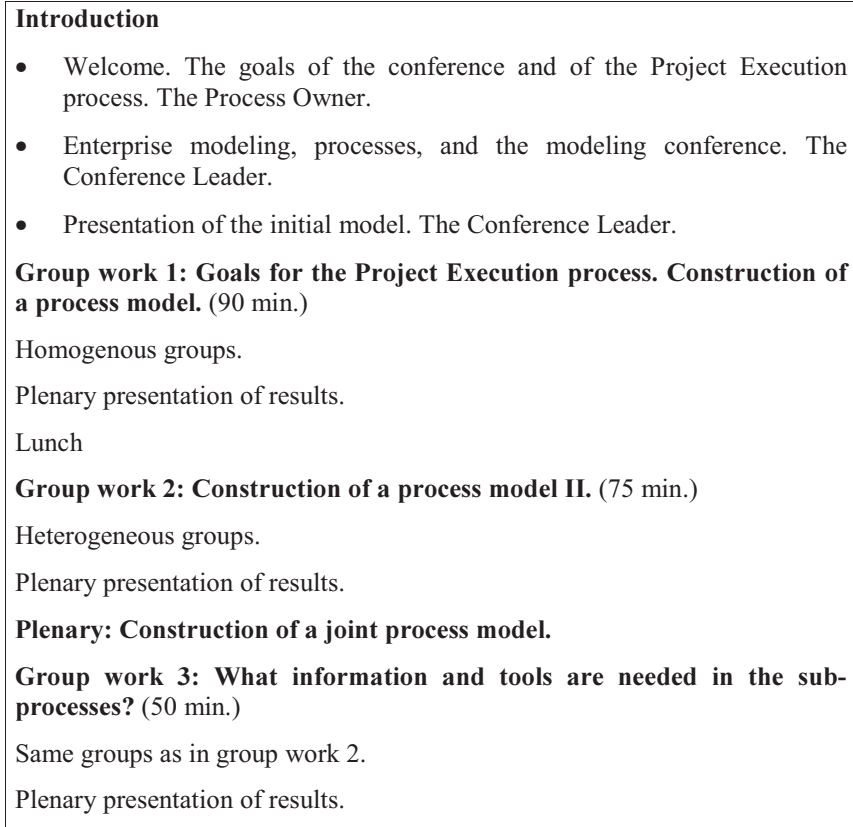 Introduction
• Welcome. The goals of the conference and of the Project Execution
process. The Process Owner.
• Enterprise modeling, processes, and the modeling conference. The
Conference Leader.
• Presentation of the initial model. The Conference Leader.
Group work 1: Goals for the Project Execution process. Construction of
a process model. (90 min.)
Homogenous groups.
Plenary presentation of results.
Lunch
Group work 2: Construction of a process model II. (75 min.)
Heterogeneous groups.
Plenary presentation of results.
Plenary: Construction of a joint process model.
Group work 3: What information and tools are needed in the sub-
processes? (50 min.)
Same groups as in group work 2.
Plenary presentation of results.